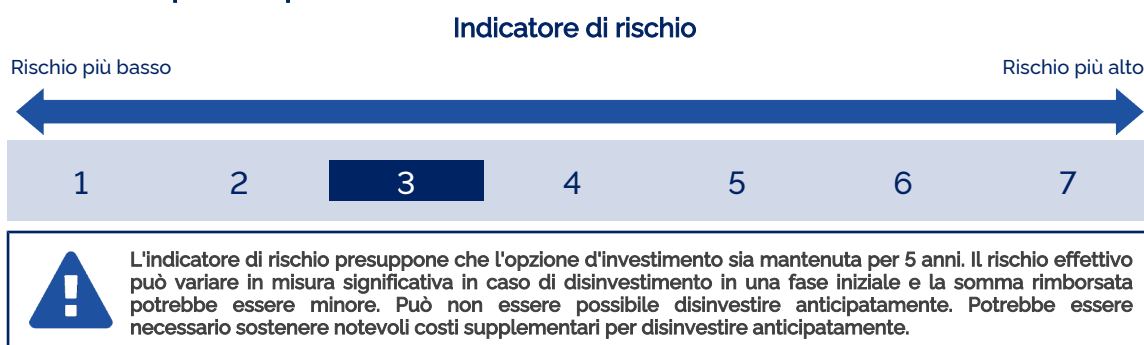 Indicatore di rischio
Rischio più basso
Rischio più alto
1 2 3 4 5 6 7
L'indicatore di rischio presuppone che l'opzione d'investimento sia mantenuta per 5 anni. Il rischio effettivo
può variare in misura significativa in caso di disinvestimento in una fase iniziale e la somma rimborsata
potrebbe essere minore. Può non essere possibile disinvestire anticipatamente. Potrebbe essere
necessario sostenere notevoli costi supplementari per disinvestire anticipatamente.